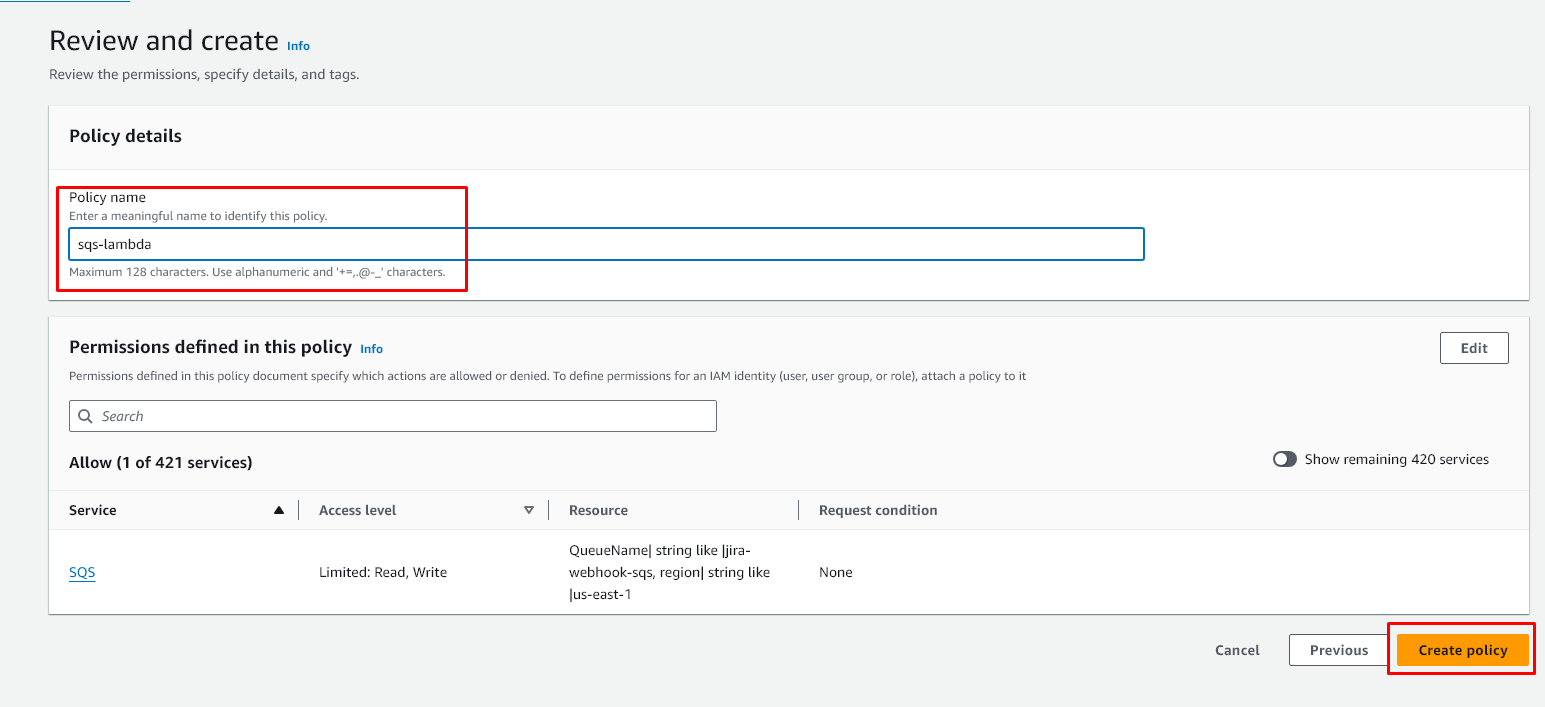 Review and create Info
Review the permissions, specify details, and tags.
Policy details
Policy name
Enter a meaningful name to identify this policy.
sqs-lambda
Maximum 128 characters. Use alphanumeric and '+=,.@-_' characters.
Permissions defined in this policy Info
Edit
Permissions defined in this policy document specify which actions are allowed or denied. To define permissions for an IAM identity (user, user group, or role), attach a policy to it
Search
Allow (1 of 421 services)
Show remaining 420 services
Service Access level Resource Request condition
QueueName| string like |jira-
SQS Limited: Read, Write webhook-sqs, region| string like None
|us-east-1
Cancel Previous Create policy